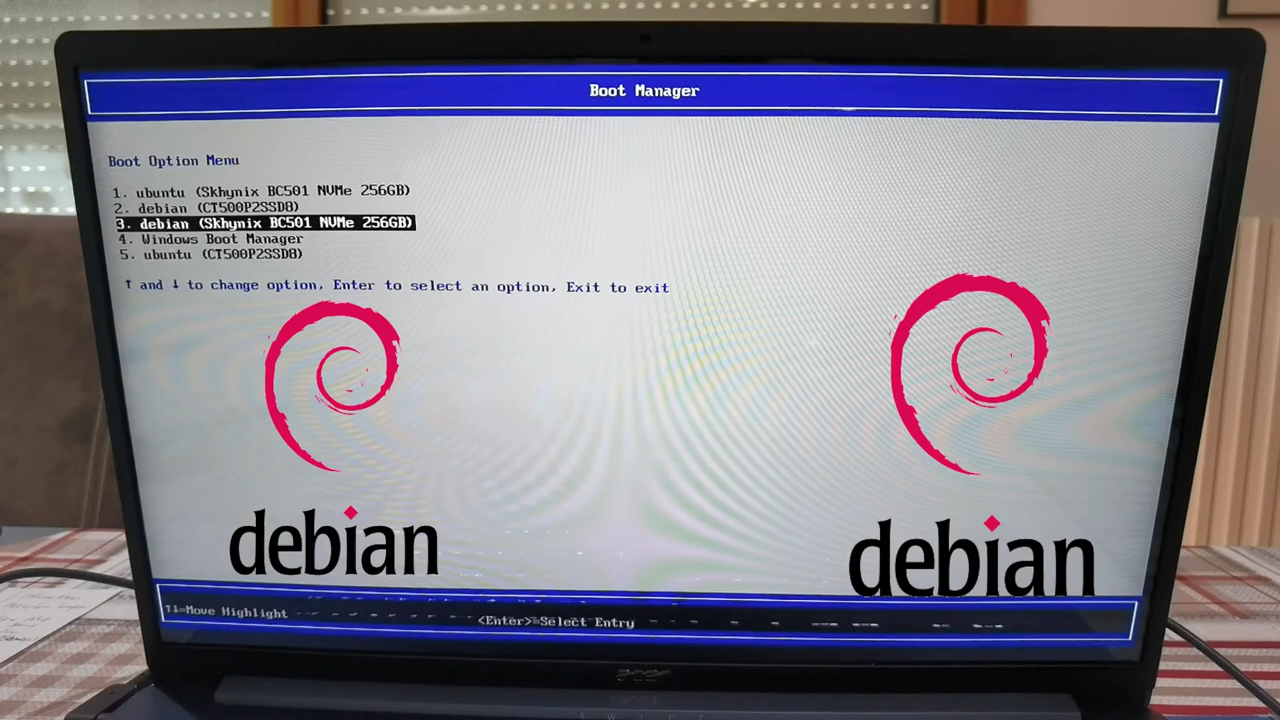 Boot Manager
Boot Option Menu
1. ubuntu (Skhynix BC501 NVMe 256GB)
2. debian (CT500P2SSD8)
3. debian (Skhynix BC501 NVMe 256GB)
4. Windows Boot Manager
5. ubuntu (CT500P2SSD8)
↑ and ↓ to change option, Enter to select an option, Exit to exit
debian
debian
↑↓=Move Highlight
<Enter>=Select Entry
acer